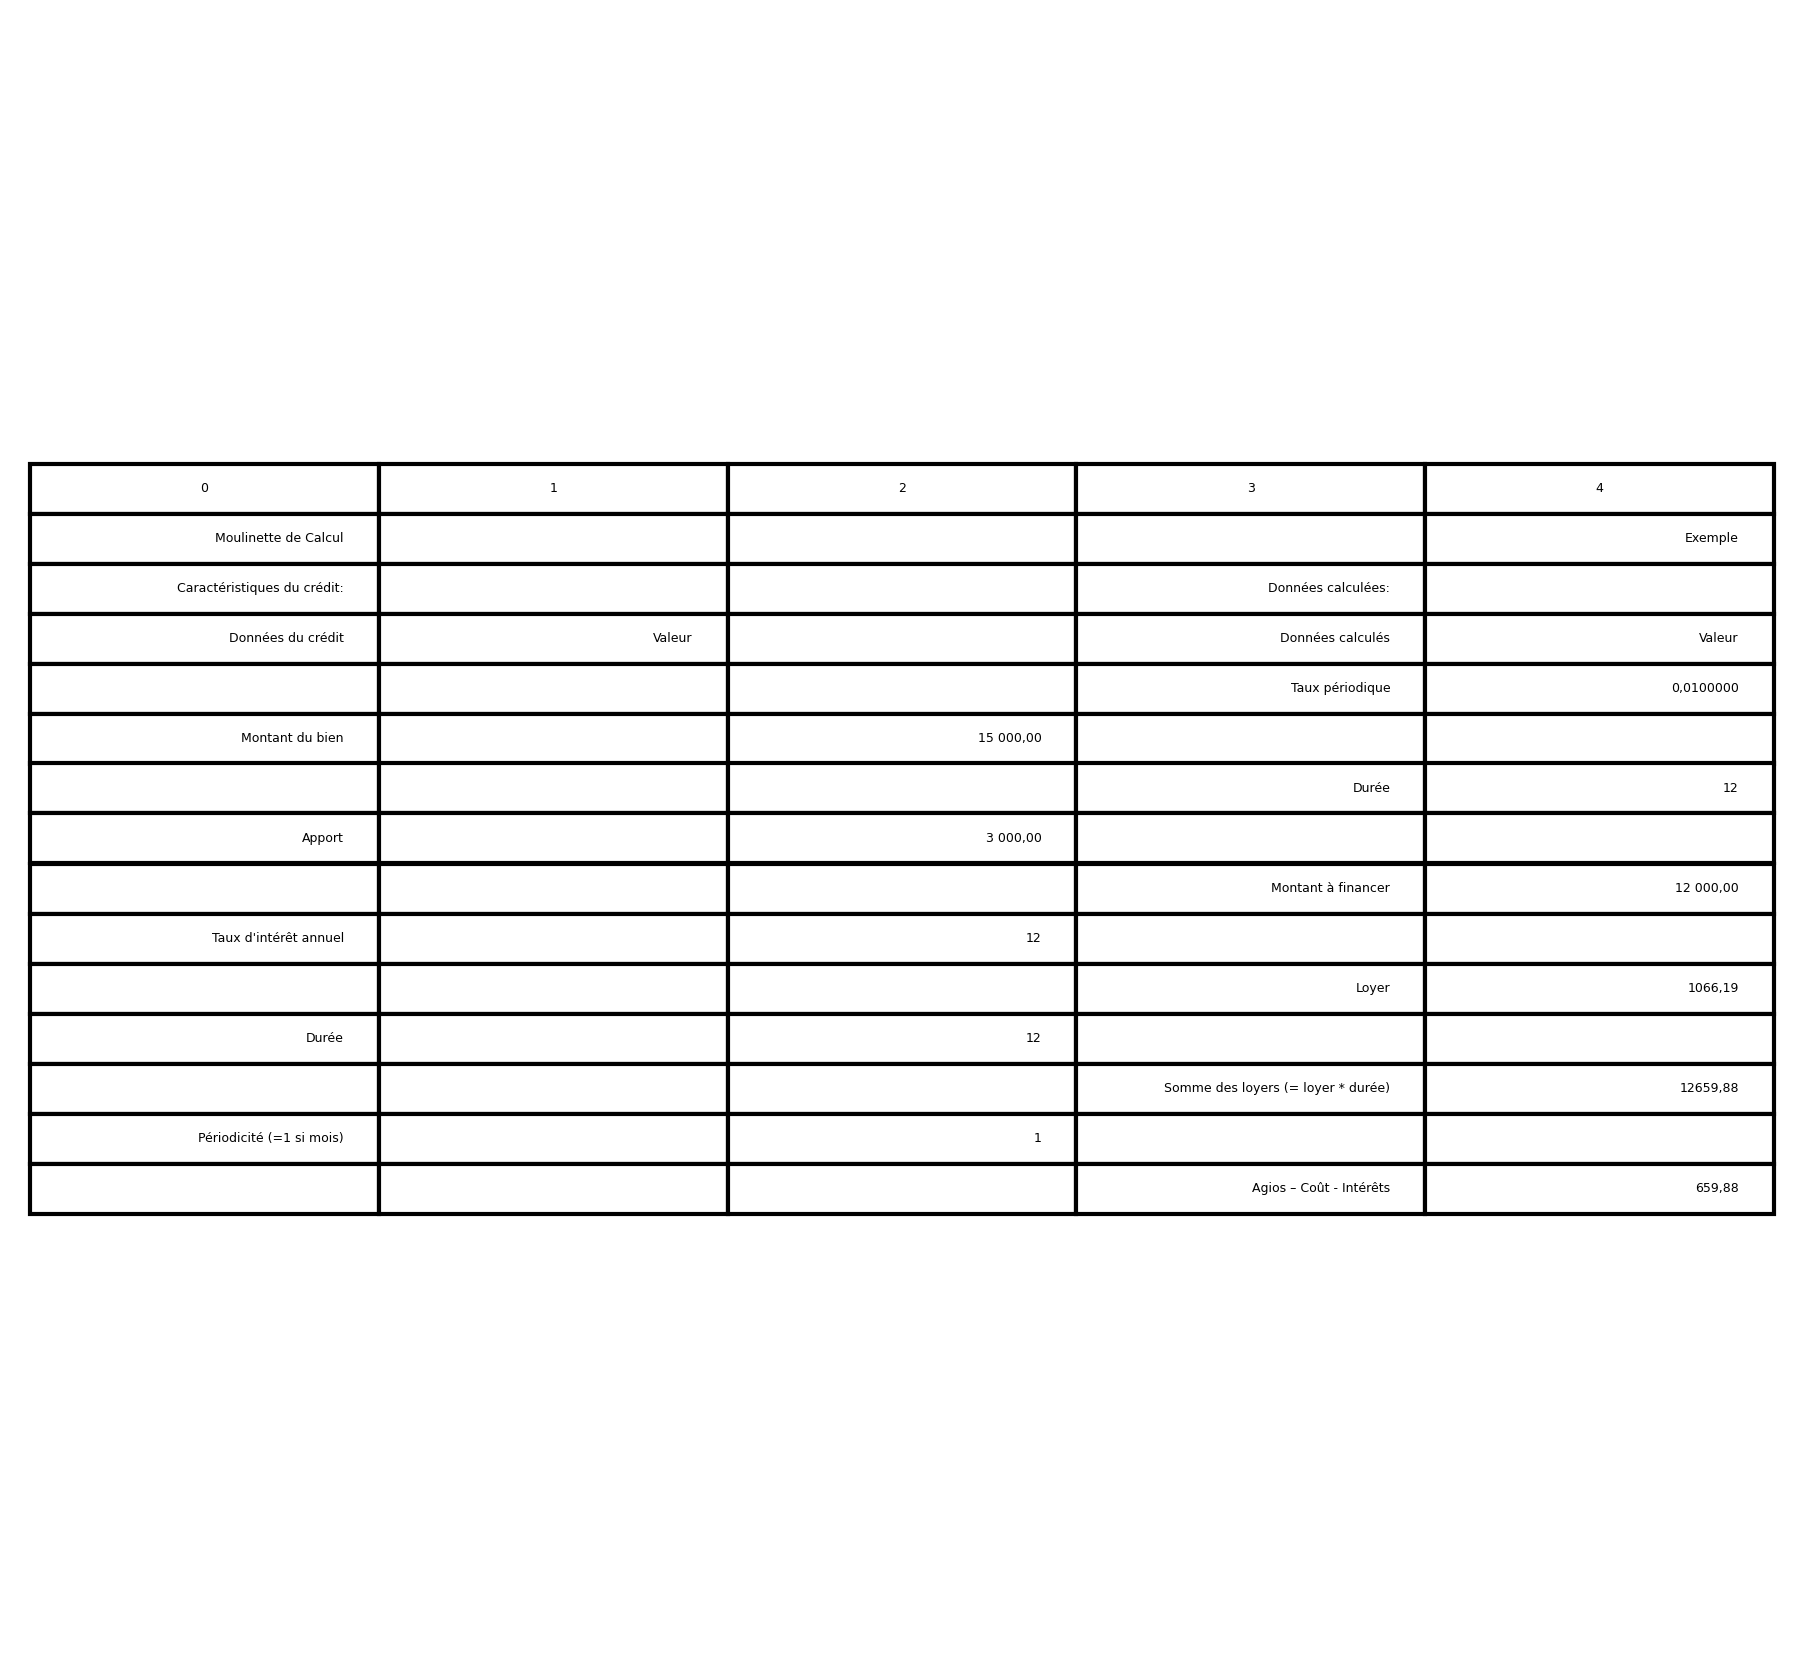 0 1 2 3 4
Moulinette de Calcul Exemple
Caractéristiques du crédit: Données calculées:
Données du crédit Valeur Données calculés Valeur
Taux périodique 0,0100000
Montant du bien 15 000,00
Durée 12
Apport 3 000,00
Montant à financer 12 000,00
Taux d'intérêt annuel 12
Loyer 1066,19
Durée 12
Somme des loyers (= loyer * durée) 12659,88
Périodicité (=1 si mois) 1
Agios – Coût - Intérêts 659,88